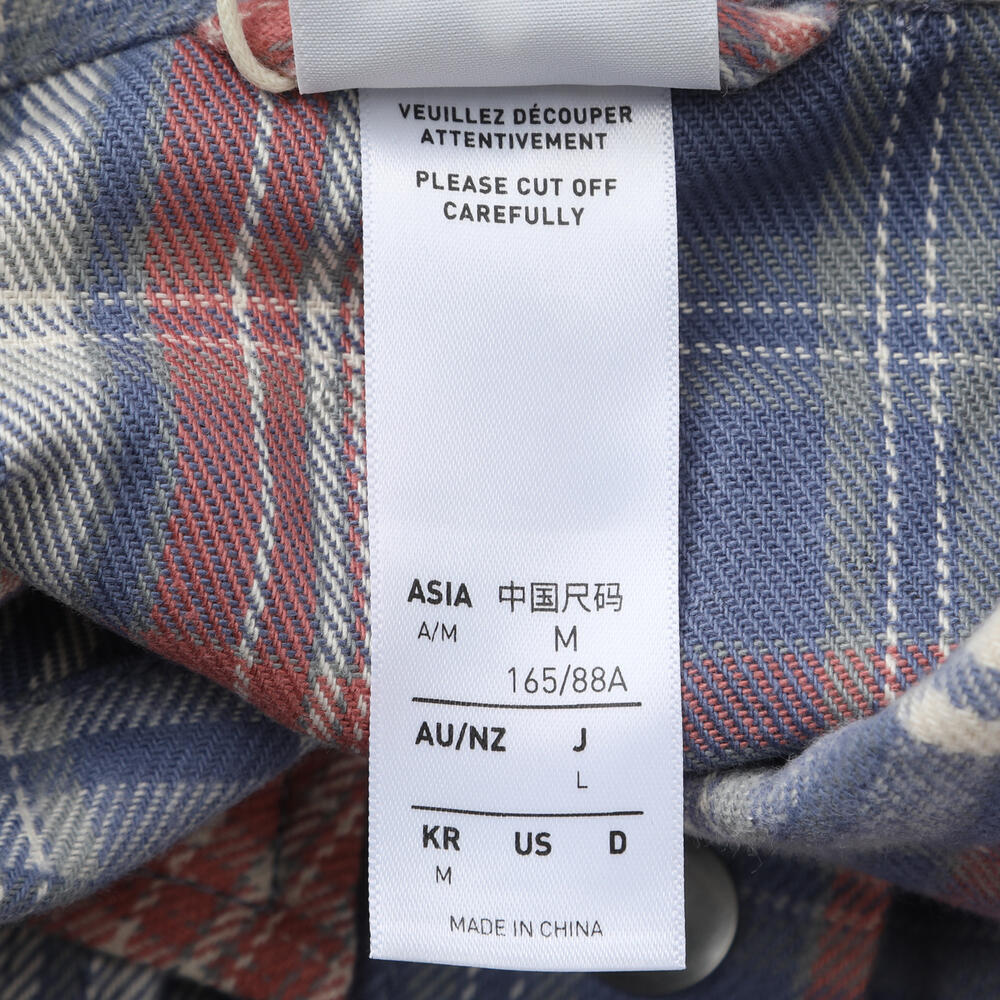 VEUILLEZ DÉCOUPER
ATTENTIVEMENT
PLEASE CUT OFF
CAREFULLY
ASIA 中国尺码
A/M M
165/88A
AU/NZ J
L
KR US D
M
MADE IN CHINA